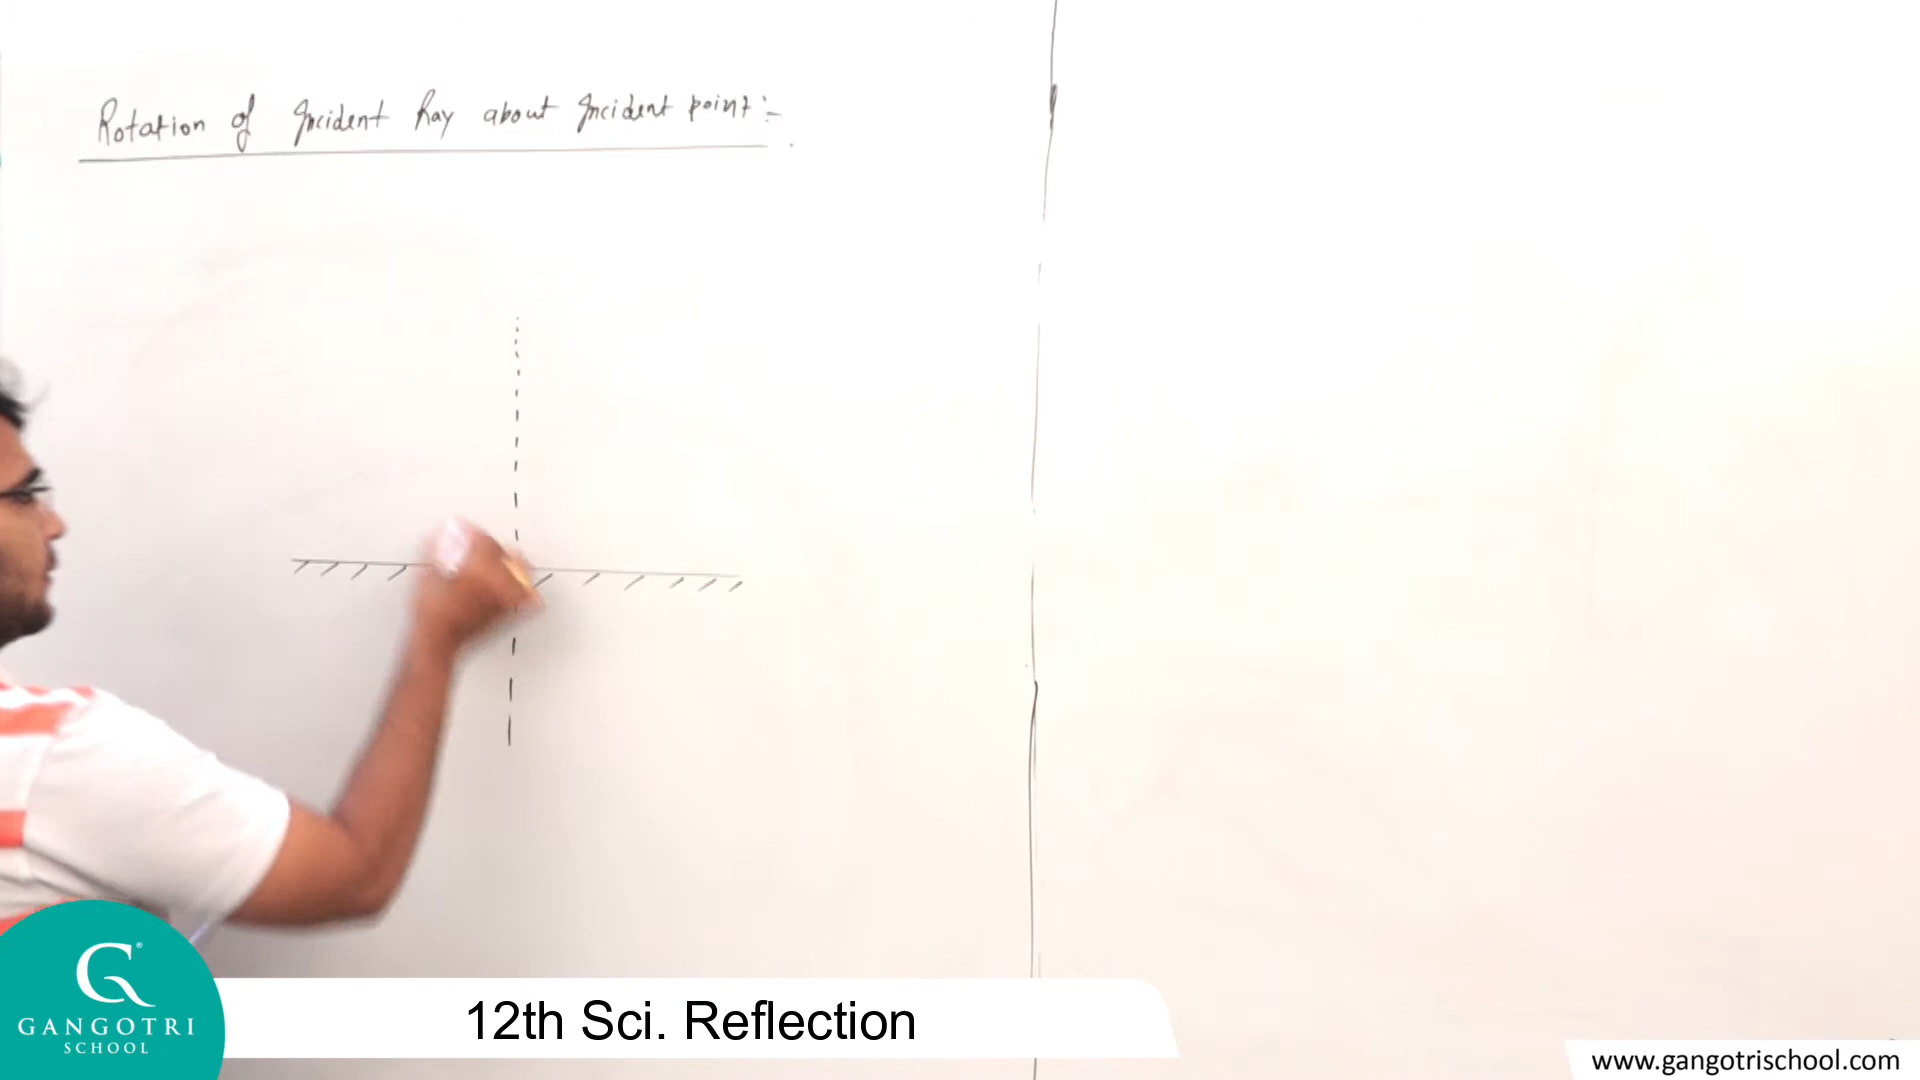 Rotation of Incident Ray about Incident point :-
G®
GANGOTRI
SCHOOL
12th Sci. Reflection
www.gangotrischool.com